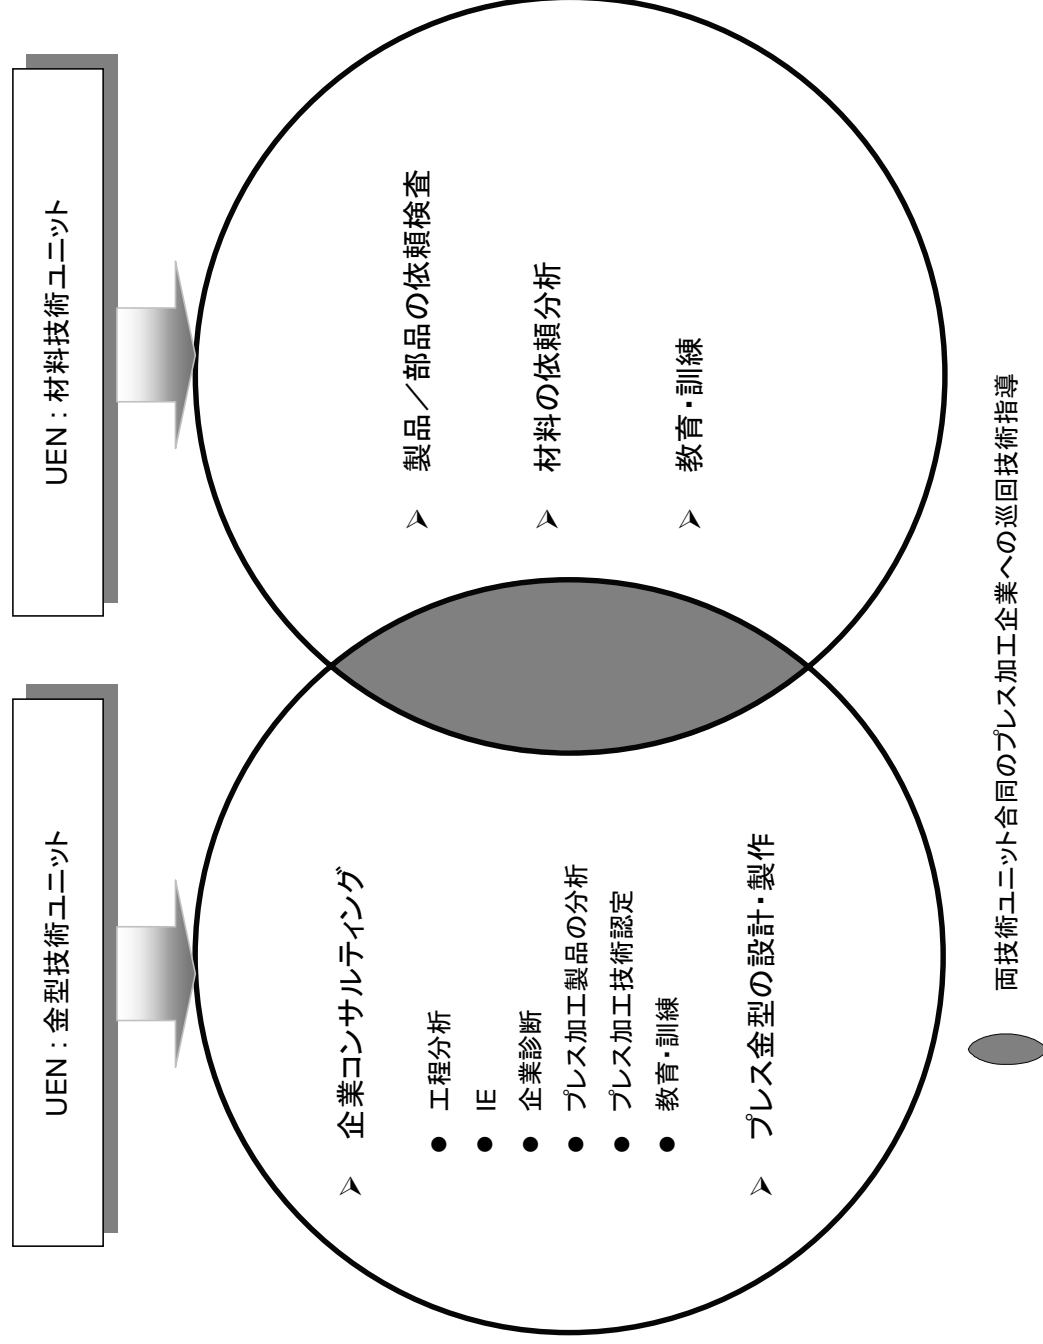 UEN：金型技術ユニット
UEN：材料技術ユニット
➢ 企業コンサルティング
● 工程分析
● IE
● 企業診断
● プレス加工製品の分析
● プレス加工技術認定
● 教育・訓練
➢ プレス金型の設計・製作
➢ 製品／部品の依頼検査
➢ 材料の依頼分析
➢ 教育・訓練
両技術ユニット合同のプレス加工企業への巡回技術指導